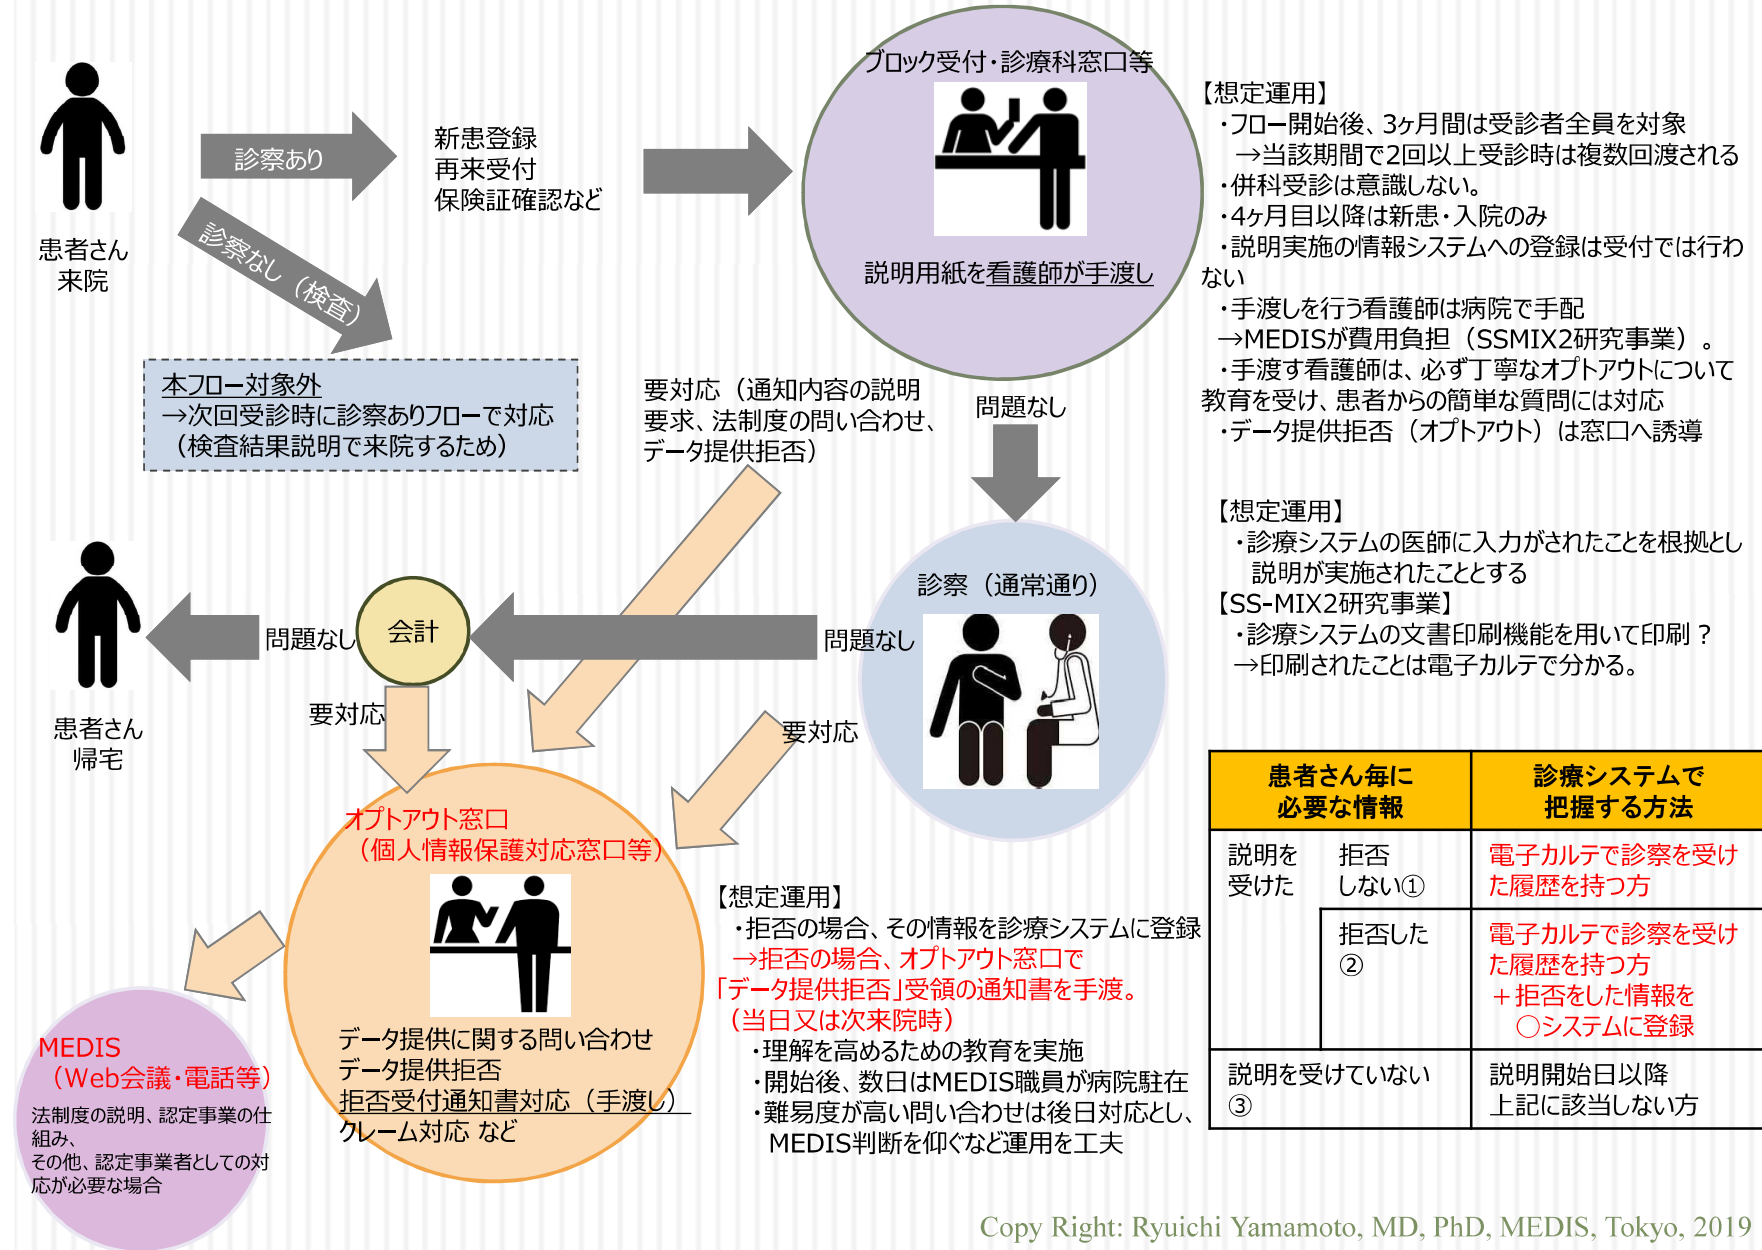 患者さん
来院
診察あり
診察なし（検査）
新患登録
再来受付
保険証確認など
ブロック受付・診療科窓口等
説明用紙を看護師が手渡し
【想定運用】
・フロー開始後、3ヶ月間は受診者全員を対象
→当該期間で2回以上受診時は複数回渡される
・併科受診は意識しない。
・4ヶ月目以降は新患・入院のみ
・説明実施の情報システムへの登録は受付では行わ
ない
・手渡しを行う看護師は病院で手配
→MEDISが費用負担（SSMIX2研究事業）。
・手渡す看護師は、必ず丁寧なオプトアウトについて
教育を受け、患者からの簡単な質問には対応
・データ提供拒否（オプトアウト）は窓口へ誘導
本フロー対象外
→次回受診時に診察ありフローで対応
（検査結果説明で来院するため）
要対応（通知内容の説明
要求、法制度の問い合わせ、
データ提供拒否）
問題なし
診察（通常通り）
【想定運用】
・診療システムの医師に入力がされたことを根拠とし
説明が実施されたこととする
【SS-MIX2研究事業】
・診療システムの文書印刷機能を用いて印刷？
→印刷されたことは電子カルテで分かる。
問題なし
会計
問題なし
患者さん
帰宅
要対応
要対応
オプトアウト窓口
（個人情報保護対応窓口等）
データ提供に関する問い合わせ
データ提供拒否
拒否受付通知書対応（手渡し）
クレーム対応 など
【想定運用】
・拒否の場合、その情報を診療システムに登録
→拒否の場合、オプトアウト窓口で
「データ提供拒否」受領の通知書を手渡。
（当日又は次来院時）
・理解を高めるための教育を実施
・開始後、数日はMEDIS職員が病院駐在
・難易度が高い問い合わせは後日対応とし、
MEDIS判断を仰ぐなど運用を工夫
MEDIS
（Web会議・電話等）
法制度の説明、認定事業の仕
組み、
その他、認定事業者としての対
応が必要な場合
患者さん毎に
必要な情報
診療システムで
把握する方法
説明を
受けた
拒否
しない①
電子カルテで診察を受け
た履歴を持つ方
拒否した
②
電子カルテで診察を受け
た履歴を持つ方
＋拒否をした情報を
○システムに登録
説明を受けていない
③
説明開始日以降
上記に該当しない方
Copy Right: Ryuichi Yamamoto, MD, PhD, MEDIS, Tokyo, 2019